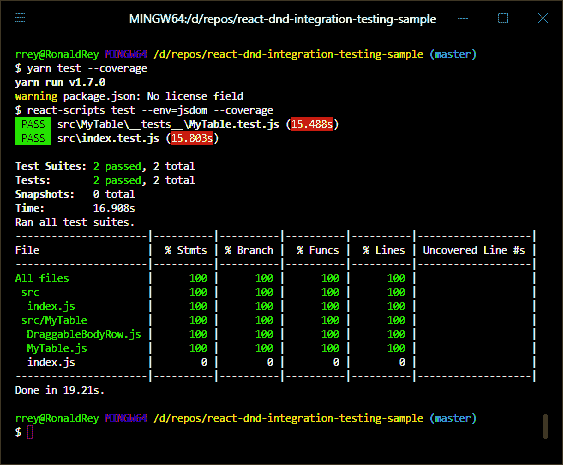 MINGW64:/d/repos/react-dnd-integration-testing-sample
rrey@RonaldRey MINGW64 /d/repos/react-dnd-integration-testing-sample (master)
$ yarn test --coverage
yarn run v1.7.0
warning package.json: No license field
$ react-scripts test --env=jsdom --coverage
PASS src\MyTable\__tests__\MyTable.test.js (15.488s)
PASS src\index.test.js (15.803s)
Test Suites: 2 passed, 2 total
Tests: 2 passed, 2 total
Snapshots: 0 total
Time: 16.908s
Ran all test suites.
-----------------------|----------|----------|----------|----------|-------------------|
File | % Stmts | % Branch | % Funcs | % Lines | Uncovered Line #s |
-----------------------|----------|----------|----------|----------|-------------------|
All files | 100 | 100 | 100 | 100 | |
src | 100 | 100 | 100 | 100 | |
index.js | 100 | 100 | 100 | 100 | |
src/MyTable | 100 | 100 | 100 | 100 | |
DraggableBodyRow.js | 100 | 100 | 100 | 100 | |
MyTable.js | 100 | 100 | 100 | 100 | |
index.js | 0 | 0 | 0 | 0 | |
-----------------------|----------|----------|----------|----------|-------------------|
Done in 19.21s.
rrey@RonaldRey MINGW64 /d/repos/react-dnd-integration-testing-sample (master)
$